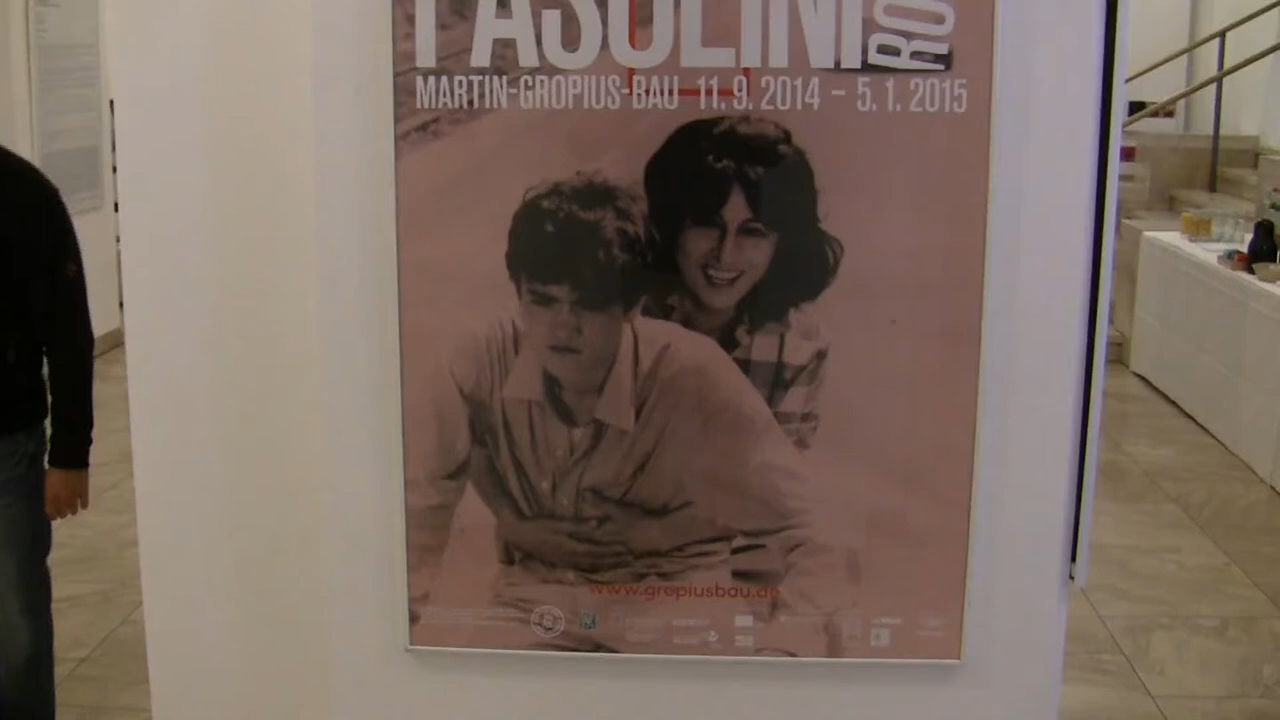 PASOLINI
RO
MARTIN-GROPIUS-BAU 11. 9. 2014 – 5. 1. 2015
www.gropiusbau.de